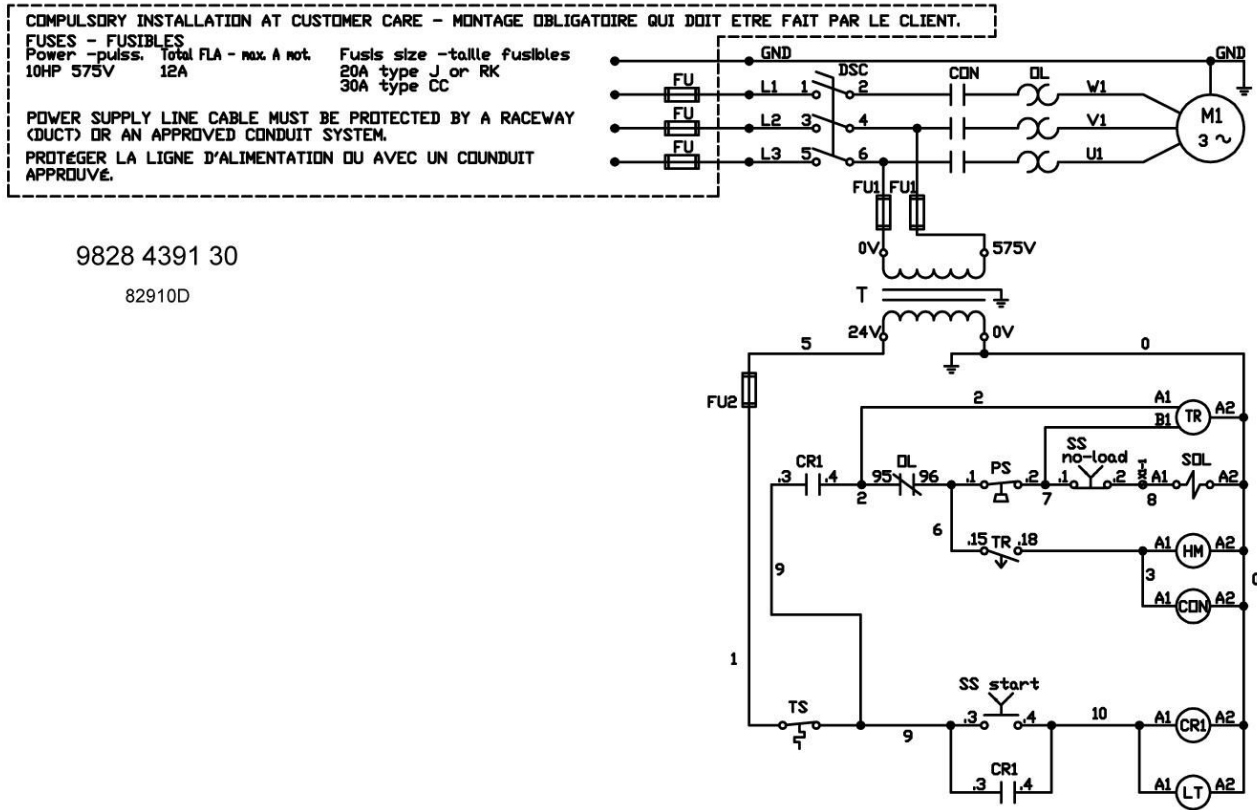 COMPULSORY INSTALLATION AT CUSTOMER CARE - MONTAGE OBLIGATOIRE QUI DOIT ETRE FAIT PAR LE CLIENT.
FUSES - FUSIBLES
Power -puiss. Total FLA - max. A mot. Fusis size -taille fusibles
10HP 575V 12A 20A type J or RK
30A type CC
POWER SUPPLY LINE CABLE MUST BE PROTECTED BY A RACEWAY
(DUCT) OR AN APPROVED CONDUIT SYSTEM.
PROTÉGER LA LIGNE D'ALIMENTATION OU AVEC UN COUNDUIT
APPROUVÉ.
GND DSC CON OL GND
FU L1 1 2 W1
FU L2 3 4 V1
FU L3 5 6 U1
M1
3 ~
FU1 FU1
0V 575V
T
24V 0V
5 0
FU2
2 A1 TR A2
B1
CR1 OL PS SS
no-load X1-1 SOL
.3 .4 95 96 .1 .2 .1 .2 A1 A2
2 7 8
6 .15 TR .18 A1 HM A2
9 3 0
A1 CON A2
1
SS start
TS .3 .4 10 A1 CR1 A2
9
CR1
.3 .4 A1 LT A2
9828 4391 30
82910D